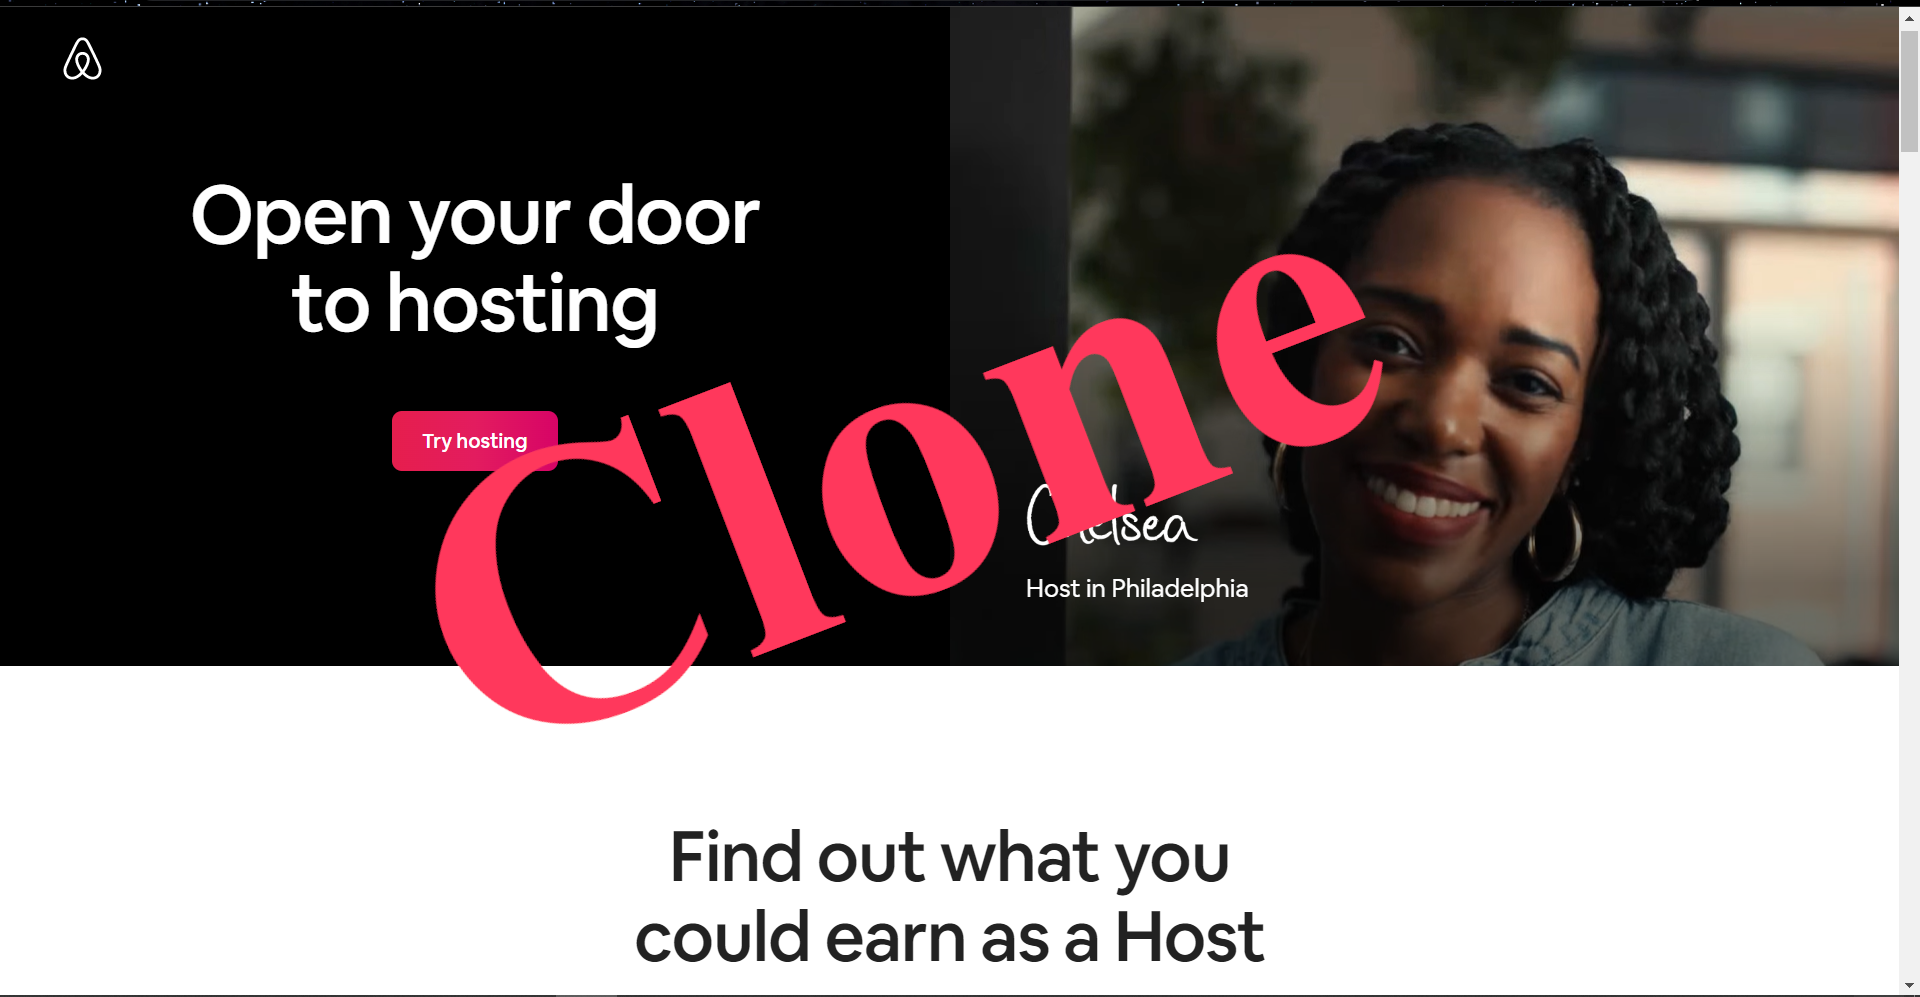 Open your door
to hosting
Try hosting
Clone
Chelsea
Host in Philadelphia
Find out what you
could earn as a Host